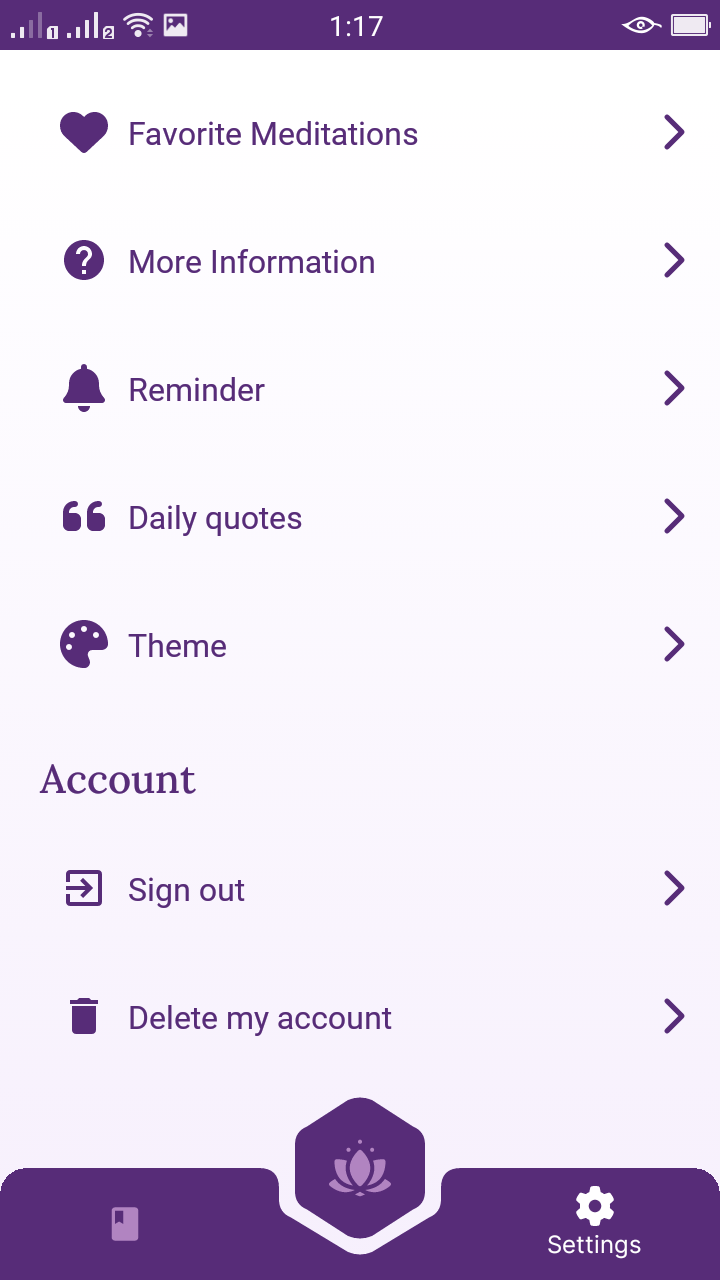 1 2 1:17
Favorite Meditations
More Information
Reminder
Daily quotes
Theme
Account
Sign out
Delete my account
Settings